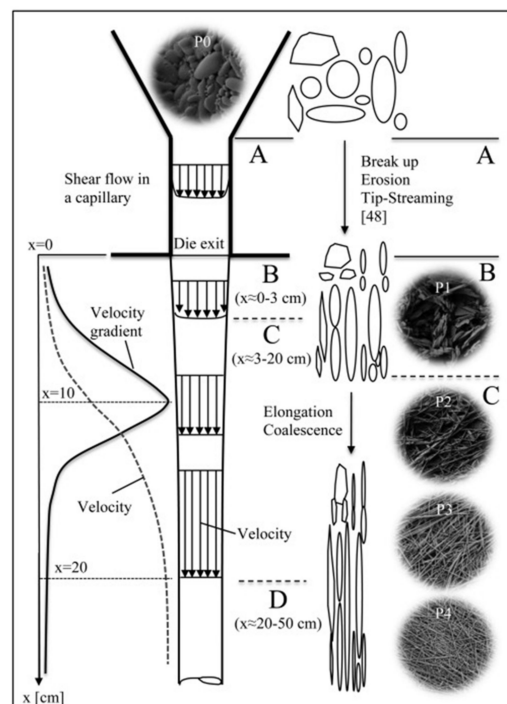 P0
A
A
Shear flow in
a capillary
Break up
Erosion
Tip-Streaming
[48]
x=0
Die exit
B
(x≈0-3 cm)
B
P1
Velocity
gradient
C
(x≈3-20 cm)
C
x=10
P2
Elongation
Coalescence
Velocity
Velocity
P3
x=20
D
(x≈20-50 cm)
P4
x [cm]